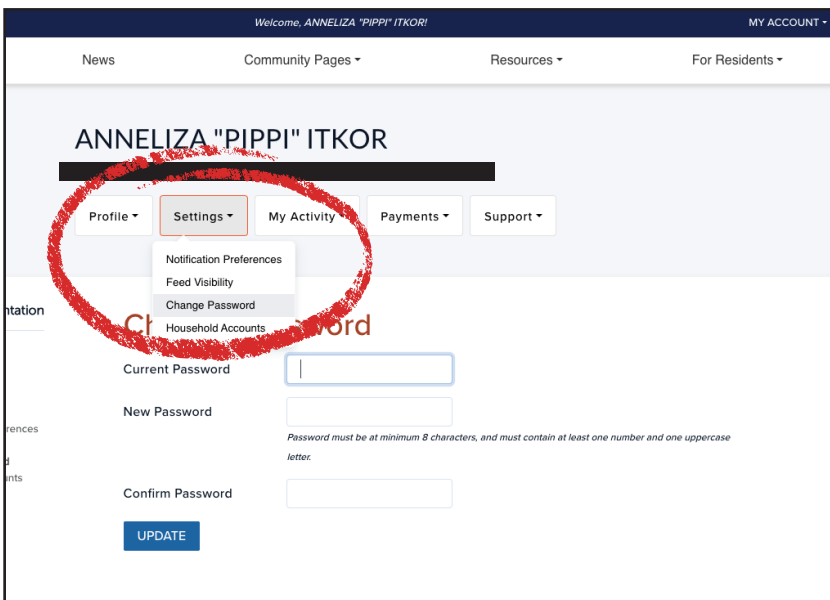 Welcome, ANNELIZA "PIPPI" ITKOR!
MY ACCOUNT
News
Community Pages
Resources
For Residents
ANNELIZA "PIPPI" ITKOR
Profile
Settings
My Activity
Payments
Support
Notification Preferences
Feed Visibility
Change Password
Household Accounts
Current Password
New Password
Password must be at minimum 8 characters, and must contain at least one number and one uppercase
letter.
Confirm Password
UPDATE